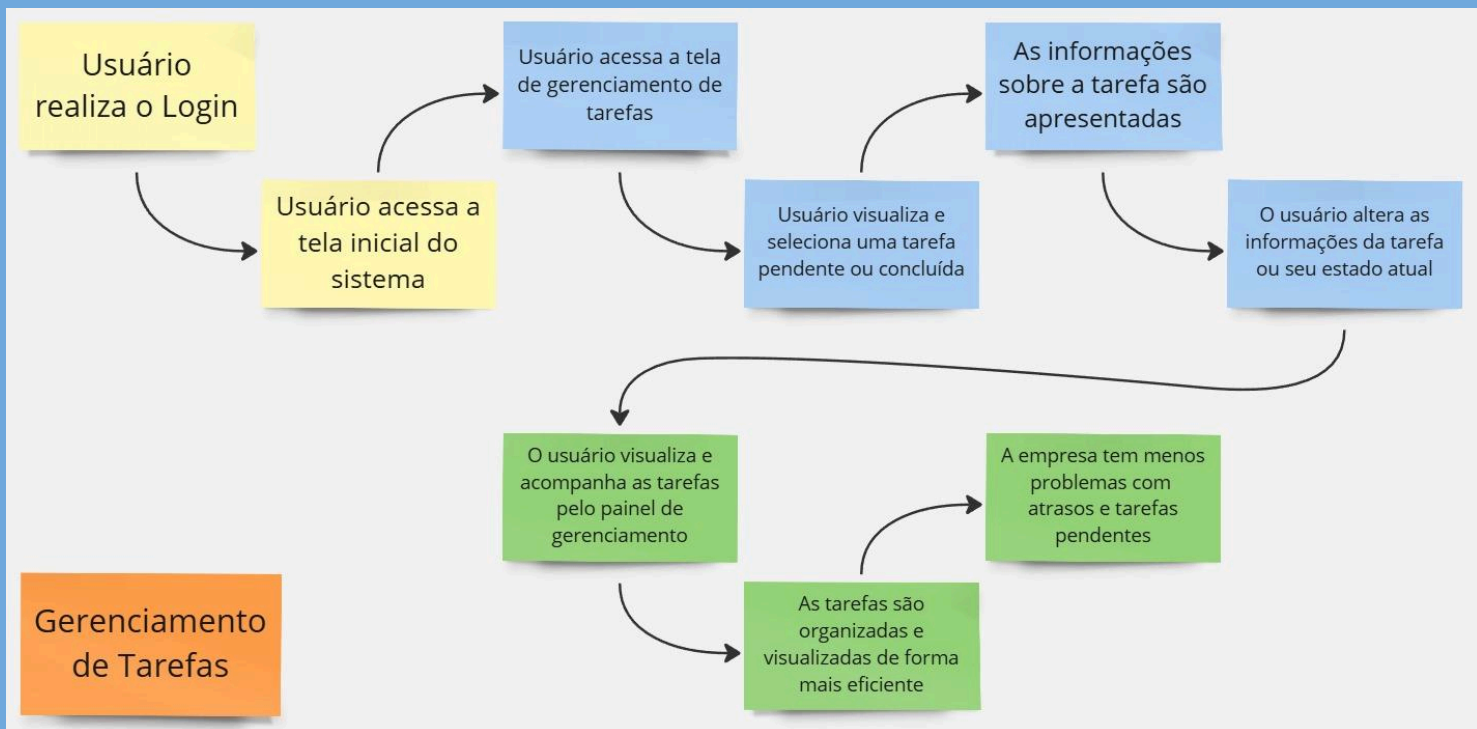 Usuário
realiza o Login
Usuário acessa a
tela inicial do
sistema
Usuário acessa a tela
de gerenciamento de
tarefas
Usuário visualiza e
seleciona uma tarefa
pendente ou concluída
As informações
sobre a tarefa são
apresentadas
O usuário altera as
informações da tarefa
ou seu estado atual
O usuário visualiza e
acompanha as tarefas
pelo painel de
gerenciamento
As tarefas são
organizadas e
visualizadas de forma
mais eficiente
A empresa tem menos
problemas com
atrasos e tarefas
pendentes
Gerenciamento
de Tarefas